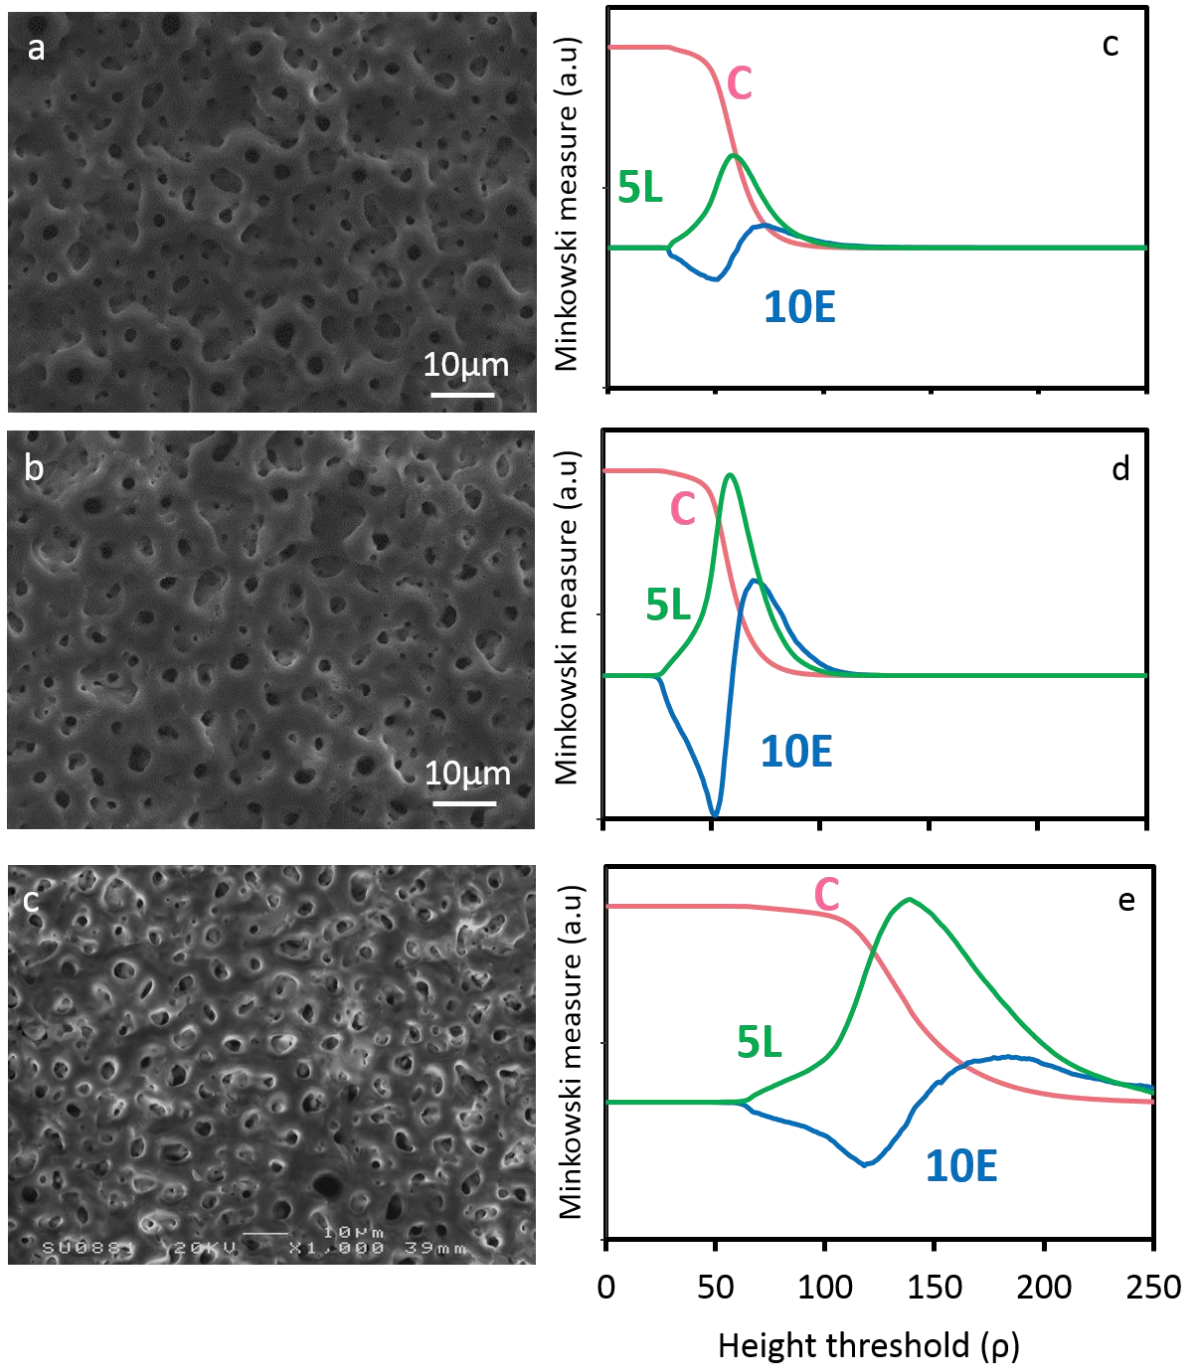 a
10µm
Minkowski measure (a.u)
c
C
5L
10E
b
10µm
Minkowski measure (a.u)
d
C
5L
10E
c
10µm
SU0881 20KV X1,000 39mm
Minkowski measure (a.u)
e
C
5L
10E
0 50 100 150 200 250
Height threshold (ρ)